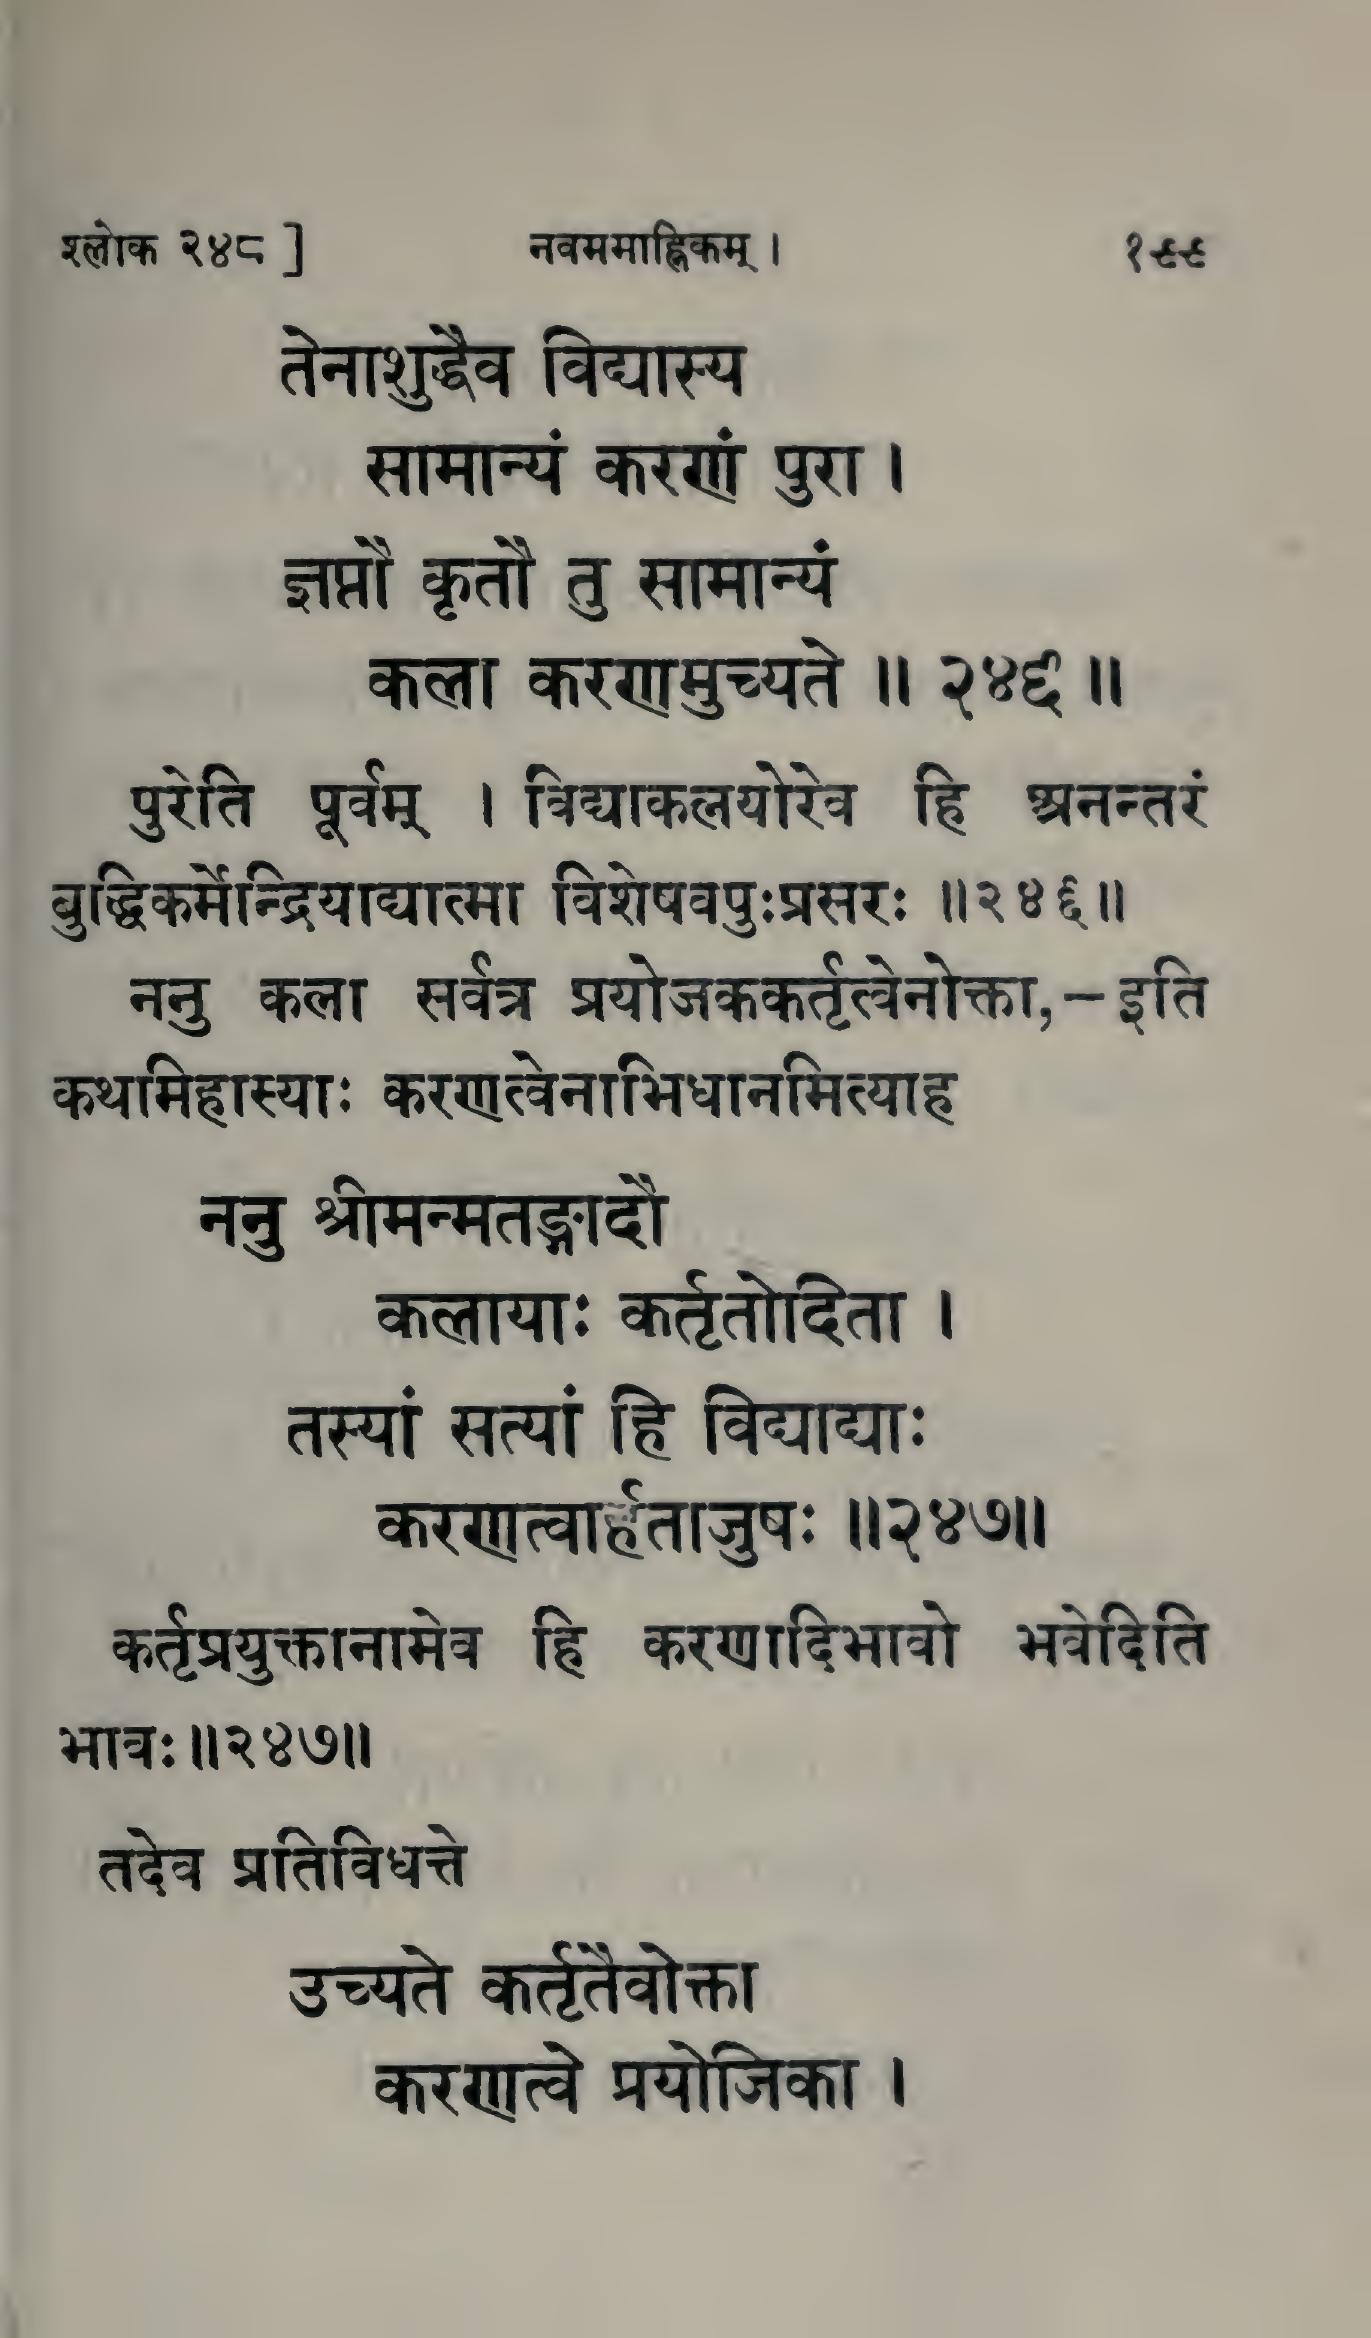 श्लोक २४८ ] नवममाह्निकम् । १९९
तेनाशुद्धैव विद्यास्य
सामान्यं करणं पुरा ।
ज्ञप्तौ कृतौ तु सामान्यं
कला करणमुच्यते ॥ २४६ ॥
पुरेति पूर्वम् । विद्याकलयोरेव हि अनन्तरं
बुद्धिकर्मेन्द्रियाद्यात्मा विशेषवपुःप्रसरः ॥२४६॥
ननु कला सर्वत्र प्रयोजककर्तृत्वेनोक्ता,–इति
कथमिहास्याः करणत्वेनाभिधानमित्याह
ननु श्रीमन्मतङ्गादौ
कलायाः कर्तृतोदिता ।
तस्यां सत्यां हि विद्याद्याः
करणत्वार्हताजुषः ॥२४७॥
कर्तृप्रयुक्तानामेव हि करणादिभावो भवेदिति
भावः॥२४७॥
तदेव प्रतिविधत्ते
उच्यते कर्तृतैवोक्ता
करणत्वे प्रयोजिका ।